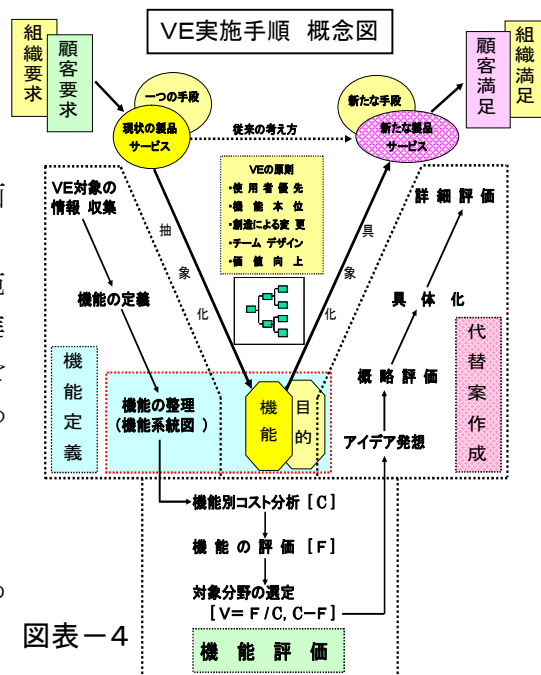 VE実施手順 概念図
組織要求
顧客要求
顧客満足
組織満足
一つの手段
現状の製品
サービス
従来の考え方
新たな手段
新たな製品
サービス
VEの原則
・使用者優先
・機能本位
・創造による変更
・チーム デザイン
・価値向上
抽象化
具象化
VE対象の
情報 収集
機能の定義
機能の整理
(機能系統図 )
機能定義
機能
目的
詳細評価
具体化
概略評価
アイデア発想
代替案作成
機能別コスト分析 [C]
機能の評価 [F]
対象分野の選定
[V= F/C, C-F]
機能評価
図表-4